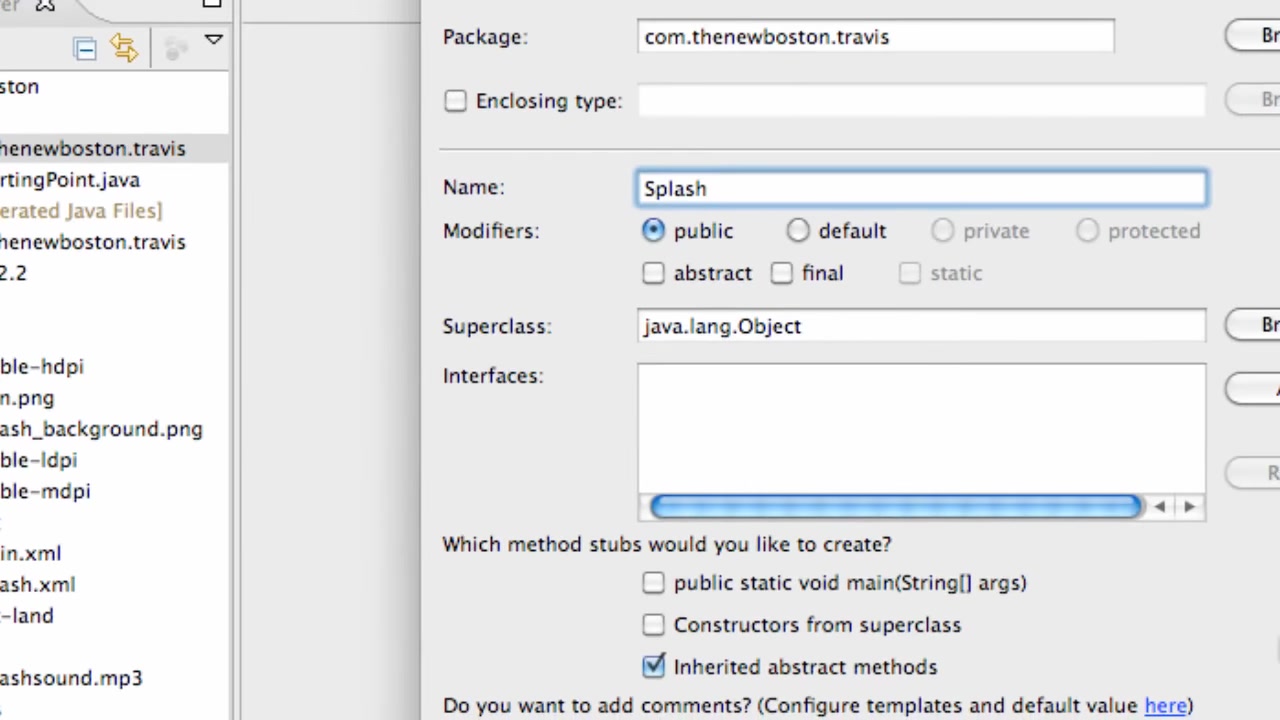 er
ston
henewboston.travis
rtingPoint.java
erated Java Files]
henewboston.travis
2.2
ble-hdpi
n.png
ash_background.png
ble-ldpi
ble-mdpi
in.xml
ash.xml
-land
ashsound.mp3
Package: com.thenewboston.travis Br
Enclosing type: Br
Name: Splash
Modifiers: public default private protected
abstract final static
Superclass: java.lang.Object Br
Interfaces:
R
Which method stubs would you like to create?
public static void main(String[] args)
Constructors from superclass
Inherited abstract methods
Do you want to add comments? (Configure templates and default value here)